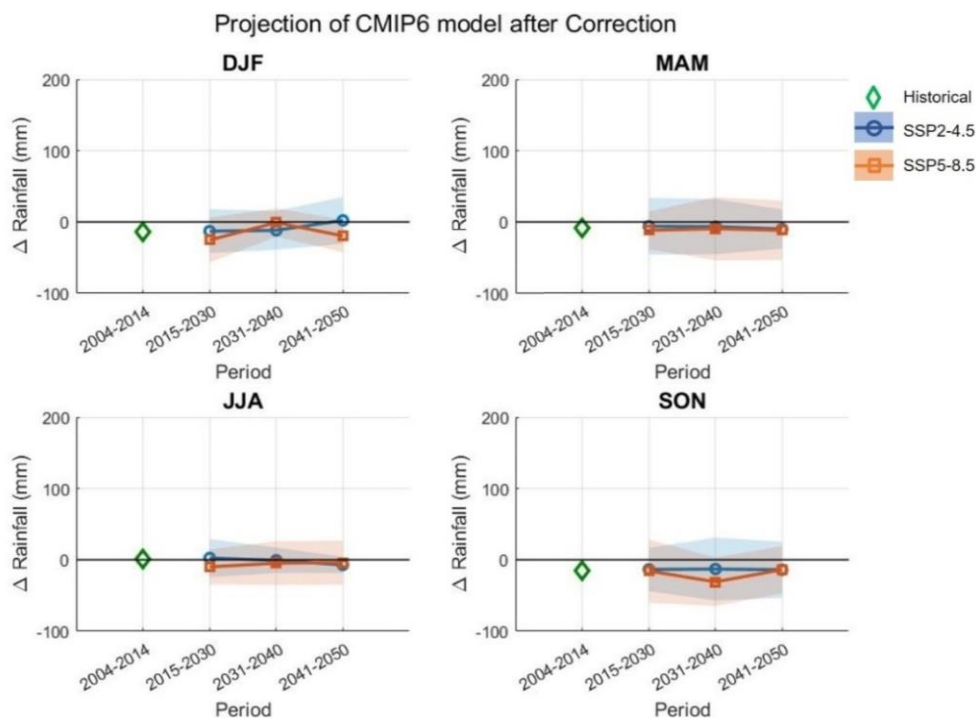 Projection of CMIP6 model after Correction
DJF
200
100
0
-100
Δ Rainfall (mm)
2004-2014
2015-2030
2031-2040
2041-2050
Period
MAM
200
100
0
-100
Δ Rainfall (mm)
2004-2014
2015-2030
2031-2040
2041-2050
Period
Historical
SSP2-4.5
SSP5-8.5
JJA
200
100
0
-100
Δ Rainfall (mm)
2004-2014
2015-2030
2031-2040
2041-2050
Period
SON
200
100
0
-100
Δ Rainfall (mm)
2004-2014
2015-2030
2031-2040
2041-2050
Period